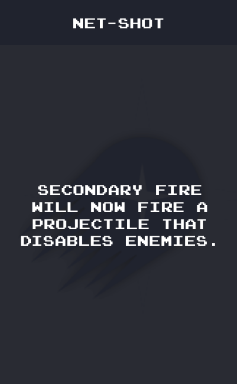 NET-SHOT
SECONDARY FIRE
WILL NOW FIRE A
PROJECTILE THAT
DISABLES ENEMIES.